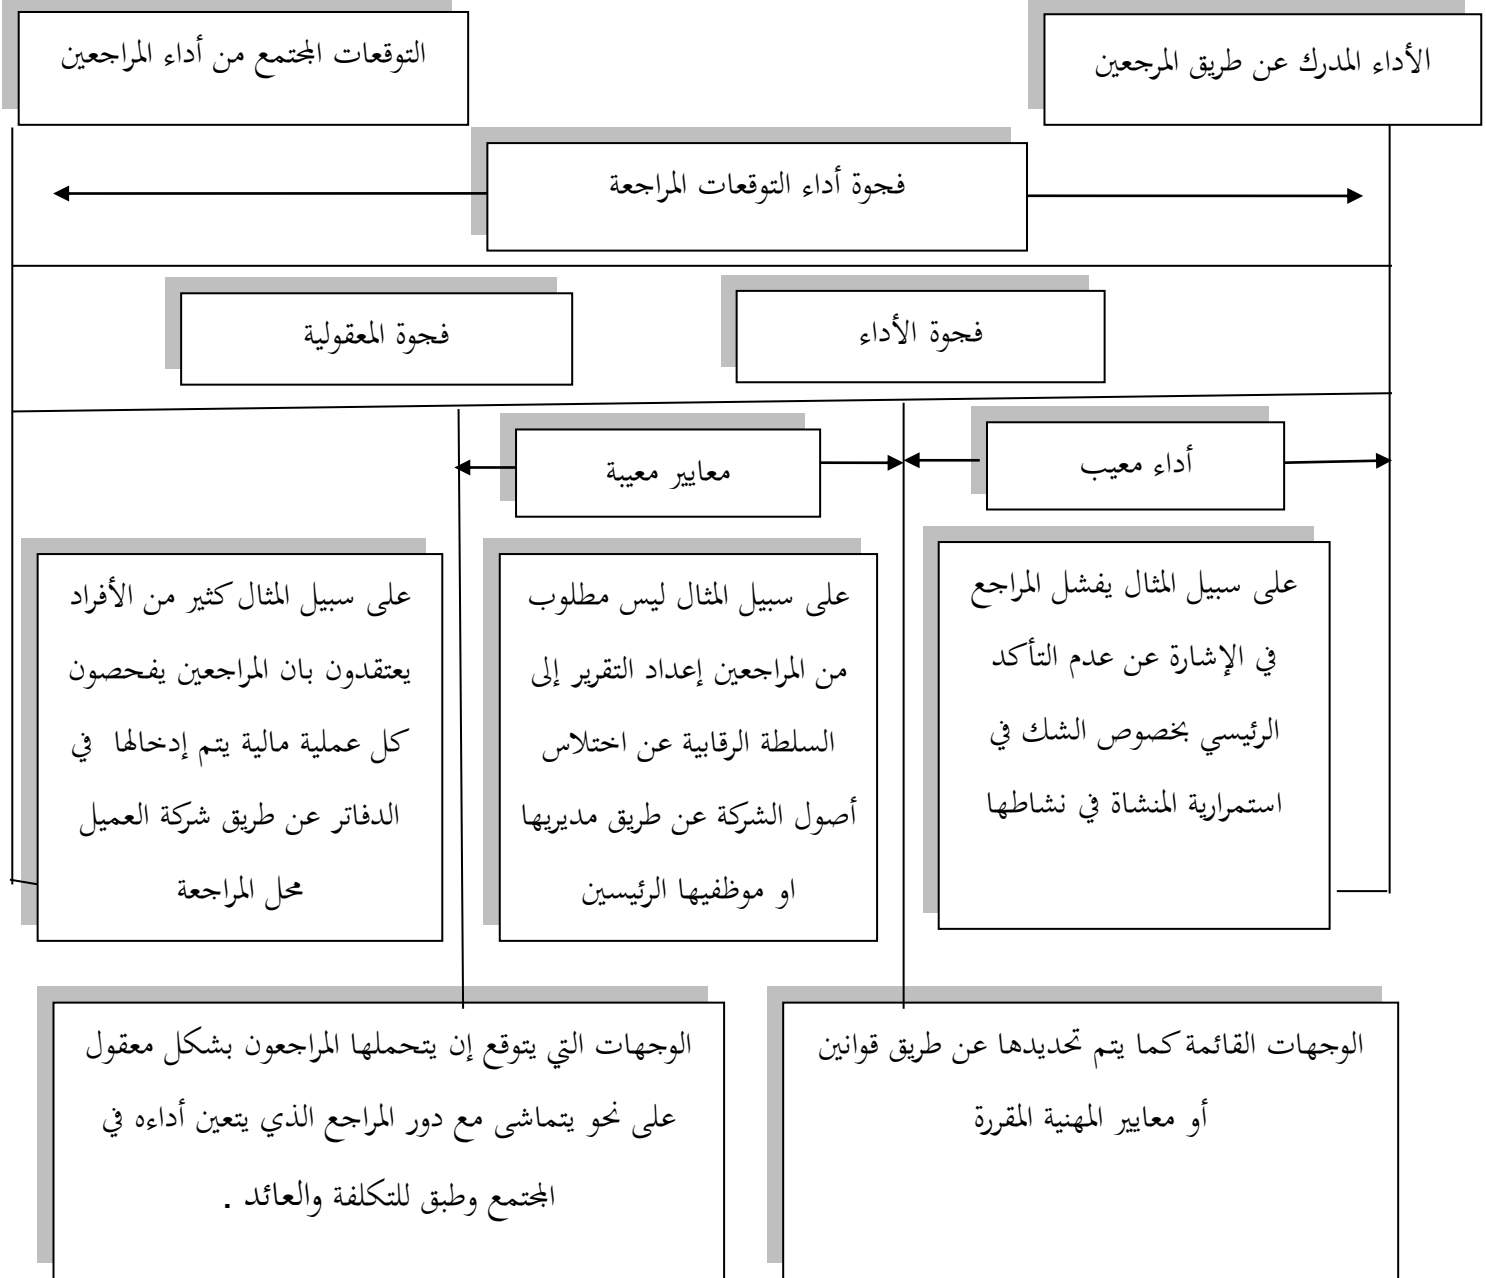 الأداء المدرك عن طريق المرجعين
التوقعات المجتمع من أداء المراجعين
فجوة أداء التوقعات المراجعة
فجوة الأداء
فجوة المعقولية
أداء معيب
معايير معيبة
على سبيل المثال يفشل المراجع
في الإشارة عن عدم التأكد
الرئيسي بخصوص الشك في
استمرارية المنشاة في نشاطها
على سبيل المثال ليس مطلوب
من المراجعين إعداد التقرير إلى
السلطة الرقابية عن اختلاس
أصول الشركة عن طريق مديريها
او موظفيها الرئيسين
على سبيل المثال كثير من الأفراد
يعتقدون بان المراجعين يفحصون
كل عملية مالية يتم إدخالها في
الدفاتر عن طريق شركة العميل
محل المراجعة
الوجهات القائمة كما يتم تحديدها عن طريق قوانين
أو معايير المهنية المقررة
الوجهات التي يتوقع إن يتحملها المراجعون بشكل معقول
على نحو يتماشى مع دور المراجع الذي يتعين أداءه في
المجتمع وطبق للتكلفة والعائد .